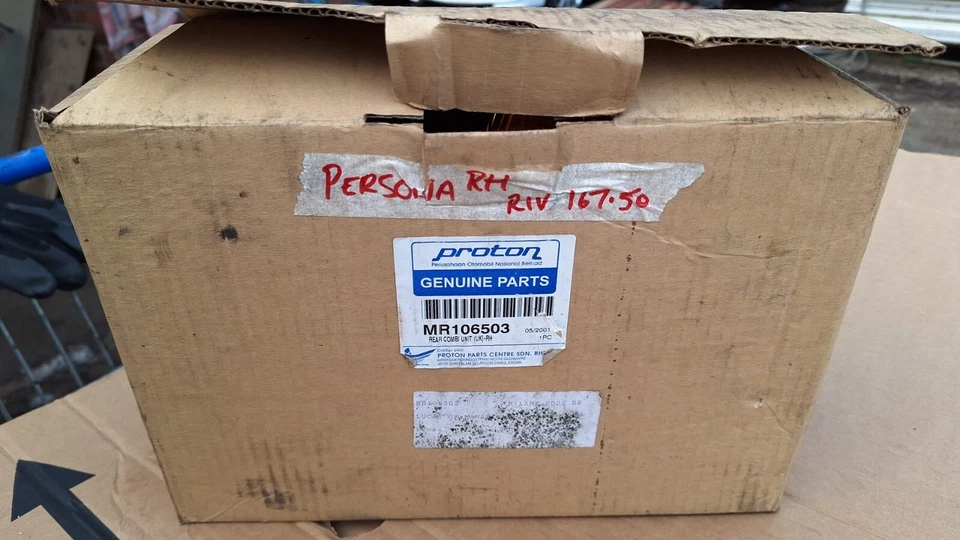 PERSONA RH
RIV 167.50
proton
Perusahaan Otomobil Nasional Berhad
GENUINE PARTS
MR106503 05/2001
REAR COMBI UNIT (UK)-RH 1PC
PROTON PARTS CENTRE SDN. BHD